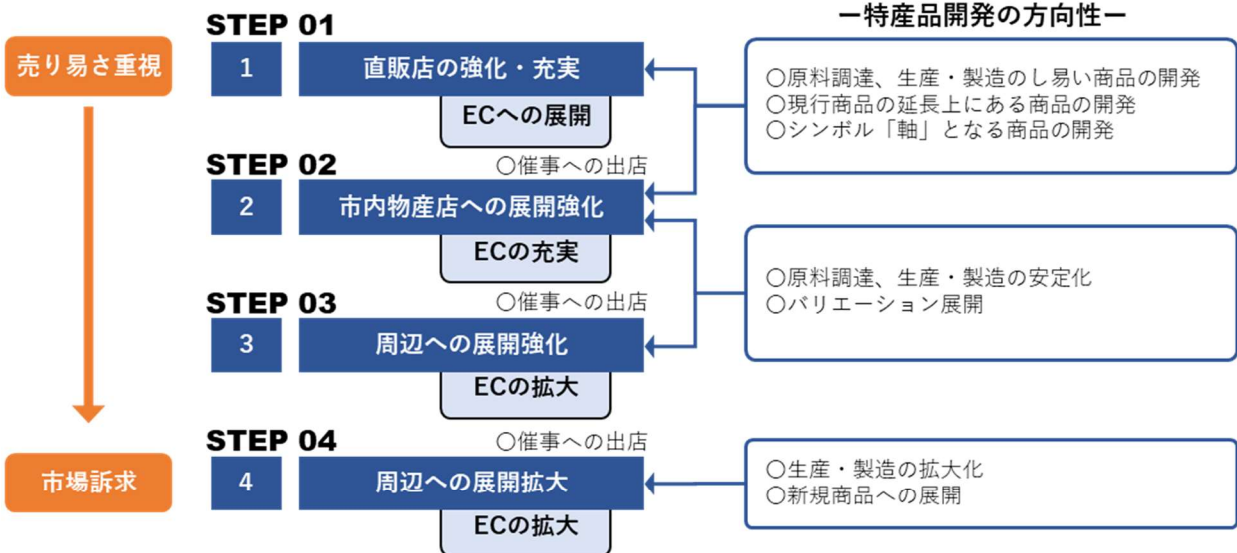 ー特産品開発の方向性ー
売り易さ重視
STEP 01
1
直販店の強化・充実
ECへの展開
○原料調達、生産・製造のし易い商品の開発
○現行商品の延長上にある商品の開発
○シンボル「軸」となる商品の開発
STEP 02
○催事への出店
2
市内物産店への展開強化
ECの充実
○原料調達、生産・製造の安定化
○バリエーション展開
STEP 03
○催事への出店
3
周辺への展開強化
ECの拡大
市場訴求
STEP 04
○催事への出店
4
周辺への展開拡大
ECの拡大
○生産・製造の拡大化
○新規商品への展開